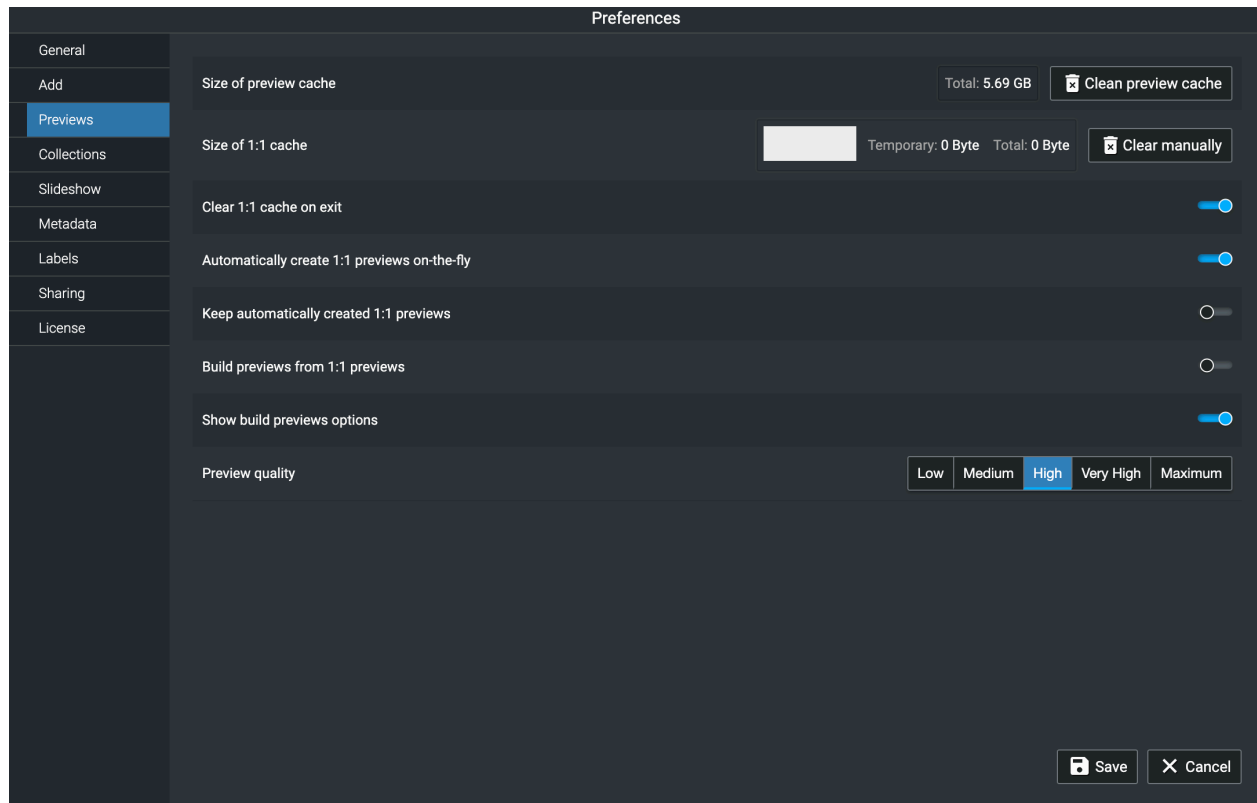 Preferences
General
Add
Previews
Collections
Slideshow
Metadata
Labels
Sharing
License
Size of preview cache
Total: 5.69 GB
Clean preview cache
Size of 1:1 cache
Temporary: 0 Byte Total: 0 Byte
Clear manually
Clear 1:1 cache on exit
Automatically create 1:1 previews on-the-fly
Keep automatically created 1:1 previews
Build previews from 1:1 previews
Show build previews options
Preview quality
Low Medium High Very High Maximum
Save
Cancel